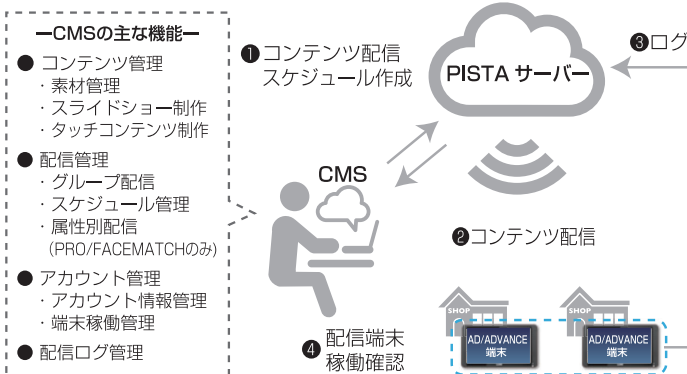 ーCMSの主な機能ー
● コンテンツ管理
・素材管理
・スライドショー制作
・タッチコンテンツ制作
● 配信管理
・グループ配信
・スケジュール管理
・属性別配信
(PRO/FACEMATCHのみ)
● アカウント管理
・アカウント情報管理
・端末稼働管理
● 配信ログ管理
❶コンテンツ配信
スケジュール作成
PISTA サーバー
❸ログ
CMS
❷コンテンツ配信
❹ 配信端末
稼働確認
SHOP
AD/ADVANCE
端末
SHOP
AD/ADVANCE
端末